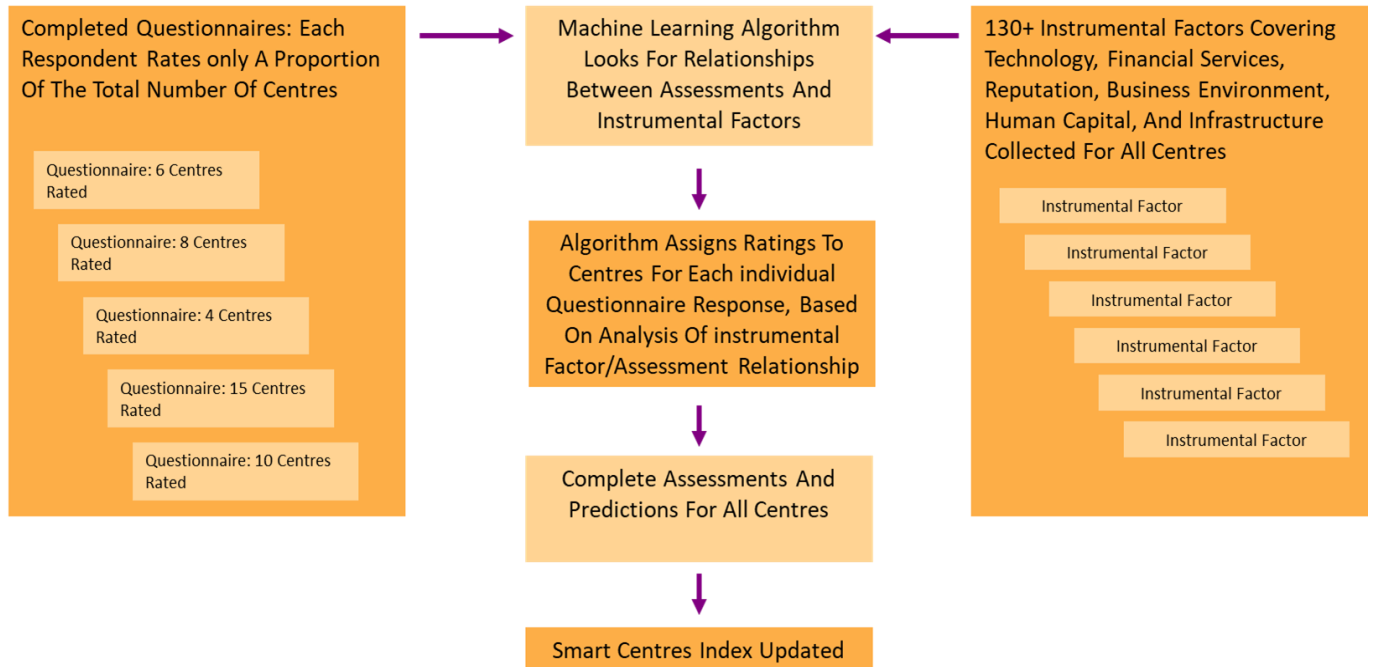 Completed Questionnaires: Each
Respondent Rates only A Proportion
Of The Total Number Of Centres
Questionnaire: 6 Centres
Rated
Questionnaire: 8 Centres
Rated
Questionnaire: 4 Centres
Rated
Questionnaire: 15 Centres
Rated
Questionnaire: 10 Centres
Rated
Machine Learning Algorithm
Looks For Relationships
Between Assessments And
Instrumental Factors
Algorithm Assigns Ratings To
Centres For Each individual
Questionnaire Response, Based
On Analysis Of instrumental
Factor/Assessment Relationship
Complete Assessments And
Predictions For All Centres
Smart Centres Index Updated
130+ Instrumental Factors Covering
Technology, Financial Services,
Reputation, Business Environment,
Human Capital, And Infrastructure
Collected For All Centres
Instrumental Factor
Instrumental Factor
Instrumental Factor
Instrumental Factor
Instrumental Factor
Instrumental Factor